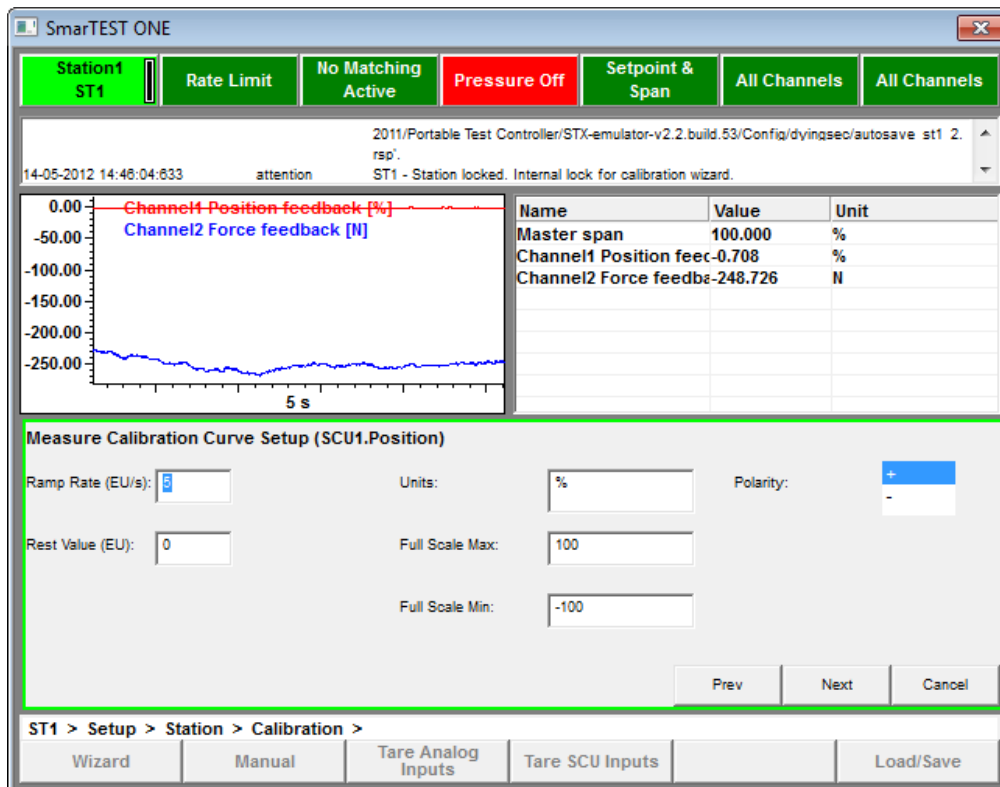 SmarTEST ONE
Station1
ST1
Rate Limit
No Matching
Active
Pressure Off
Setpoint &
Span
All Channels
All Channels
2011/Portable Test Controller/STX-emulator-v2.2.build.53/Config/dyingsec/autosave_st1_2.
rsp'.
14-05-2012 14:46:04:633 attention ST1 - Station locked. Internal lock for calibration wizard.
0.00
-50.00
-100.00
-150.00
-200.00
-250.00
Channel1 Position feedback [%]
Channel2 Force feedback [N]
5 s
Name Value Unit
Master span 100.000 %
Channel1 Position feec -0.708 %
Channel2 Force feedba -248.726 N
Measure Calibration Curve Setup (SCU1.Position)
Ramp Rate (EU/s): 5 Units: % Polarity: +
-
Rest Value (EU): 0 Full Scale Max: 100
Full Scale Min: -100
Prev Next Cancel
ST1 > Setup > Station > Calibration >
Wizard
Manual
Tare Analog
Inputs
Tare SCU Inputs
Load/Save